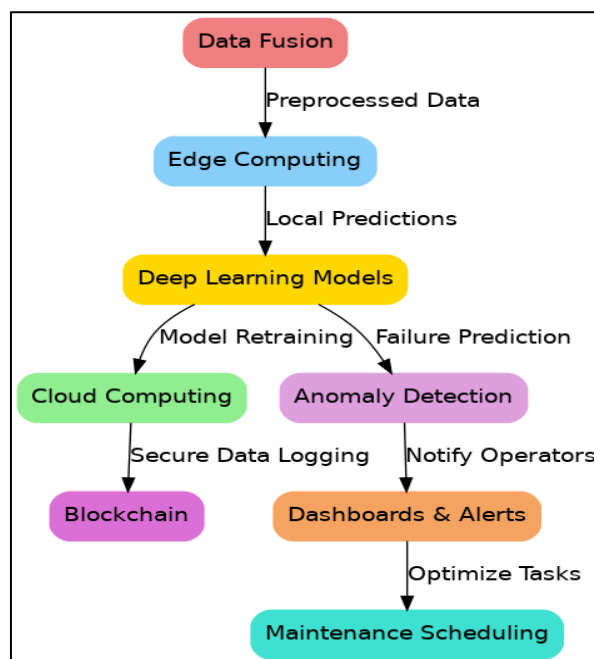 Data Fusion
Preprocessed Data
Edge Computing
Local Predictions
Deep Learning Models
Model Retraining
Failure Prediction
Cloud Computing
Anomaly Detection
Secure Data Logging
Notify Operators
Blockchain
Dashboards & Alerts
Optimize Tasks
Maintenance Scheduling